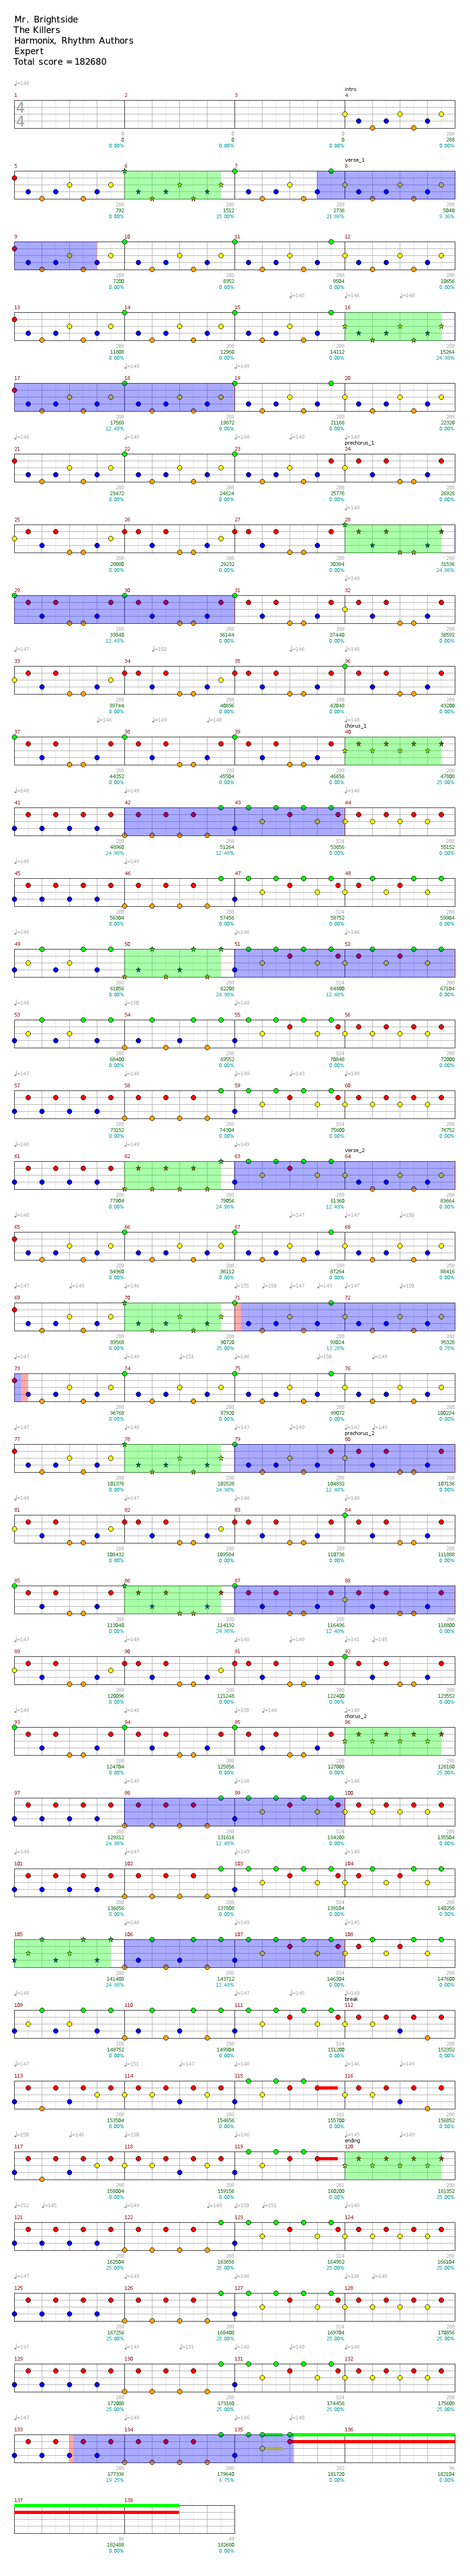 Mr. Brightside
The Killers
Harmonix, Rhythm Authors
Expert
Total score = 182680
♩=148
intro
1 2 3 4
4
4
0 0 0 288
0.00% 0.00% 0.00% 0.00%
verse_1
5 6 7 8
792 1512 2736 5040
0.00% 25.00% 21.86% 9.36%
9 10 11 12
7200 8352 9504 10656
0.00% 0.00% 0.00% 0.00%
13 14 15 16
11808 12960 14112 15264
0.00% 0.00% 0.00% 24.98%
17 18 19 20
17568 19872 21168 22320
12.48% 0.00% 0.00% 0.00%
prechorus_1
21 22 23 24
23472 24624 25776 26928
0.00% 0.00% 0.00% 0.00%
25 26 27 28
28080 29232 30384 31536
0.00% 0.00% 0.00% 24.98%
29 30 31 32
33840 36144 37440 38592
12.48% 0.00% 0.00% 0.00%
33 34 35 36
39744 40896 42048 43200
0.00% 0.00% 0.00% 0.00%
chorus_1
37 38 39 40
44352 45504 46656 47808
0.00% 0.00% 0.00% 25.00%
41 42 43 44
48960 51264 53856 55152
24.98% 12.48% 0.00% 0.00%
45 46 47 48
56304 57456 58752 59904
0.00% 0.00% 0.00% 0.00%
49 50 51 52
61056 62208 64800 67104
0.00% 24.98% 12.48% 0.00%
53 54 55 56
68400 69552 70848 72000
0.00% 0.00% 0.00% 0.00%
57 58 59 60
73152 74304 75600 76752
0.00% 0.00% 0.00% 0.00%
verse_2
61 62 63 64
77904 79056 81360 83664
0.00% 24.98% 12.48% 0.00%
65 66 67 68
84960 86112 87264 88416
0.00% 0.00% 0.00% 0.00%
69 70 71 72
89568 90720 93024 95328
0.00% 25.00% 13.28% 0.78%
73 74 75 76
96768 97920 99072 100224
0.00% 0.00% 0.00% 0.00%
prechorus_2
77 78 79 80
101376 102528 104832 107136
0.00% 24.98% 12.48% 0.00%
81 82 83 84
108432 109584 110736 111888
0.00% 0.00% 0.00% 0.00%
85 86 87 88
113040 114192 116496 118800
0.00% 24.98% 12.48% 0.00%
89 90 91 92
120096 121248 122400 123552
0.00% 0.00% 0.00% 0.00%
chorus_2
93 94 95 96
124704 125856 127008 128160
0.00% 0.00% 0.00% 25.00%
97 98 99 100
129312 131616 134208 135504
24.98% 12.48% 0.00% 0.00%
101 102 103 104
136656 137808 139104 140256
0.00% 0.00% 0.00% 0.00%
105 106 107 108
141408 143712 146304 147600
24.98% 12.48% 0.00% 0.00%
break
109 110 111 112
148752 149904 151200 152352
0.00% 0.00% 0.00% 0.00%
113 114 115 116
153504 154656 155700 156852
0.00% 0.00% 0.00% 0.00%
ending
117 118 119 120
158004 159156 160200 161352
0.00% 0.00% 0.00% 25.00%
121 122 123 124
162504 163656 164952 166104
25.00% 25.00% 25.00% 25.00%
125 126 127 128
167256 168408 169704 170856
25.00% 25.00% 25.00% 25.00%
129 130 131 132
172008 173160 174456 175608
25.00% 25.00% 25.00% 25.00%
133 134 135 136
177336 179640 181720 182104
19.25% 6.75% 0.00% 0.00%
137 138
96 48
182488 182680
0.00% 0.00%